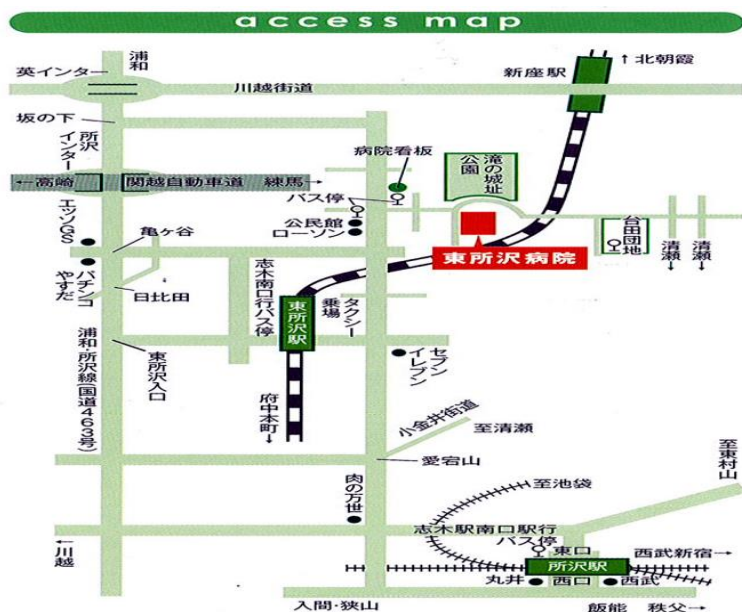 access map
浦和
英インター
川越街道
新座駅
↑北朝霞
坂の下
所沢インター
←高崎
関越自動車道 練馬→
病院看板
バス停
滝の城址公園
公民館
ローソン
エッソGS
亀ヶ谷
パチンコやすだ
日比田
志木南口行バス停
タクシー乗場
東所沢病院
台田団地
清瀬↓
清瀬↓
東所沢駅
浦和・所沢線(国道463号)
東所沢入口
セブンイレブン
府中本町↓
小金井街道
至清瀬
愛宕山
至東村山
肉の万世
至池袋
志木駅南口駅行
バス停
東口
西武新宿→
←川越
所沢駅
丸井
西口
西武
入間・狭山
飯能 秩父→